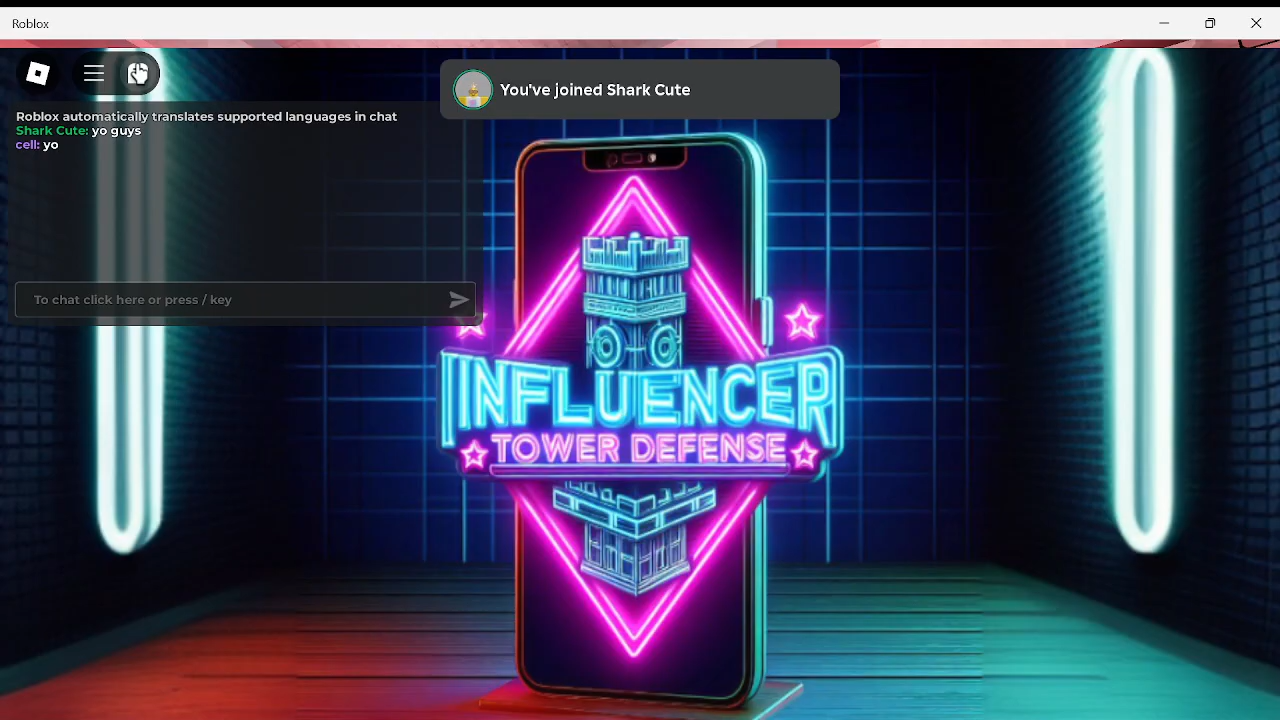 Roblox
You've joined Shark Cute
Roblox automatically translates supported languages in chat
Shark Cute: yo guys
cell: yo
To chat click here or press / key
INFLUENCER
TOWER DEFENSE